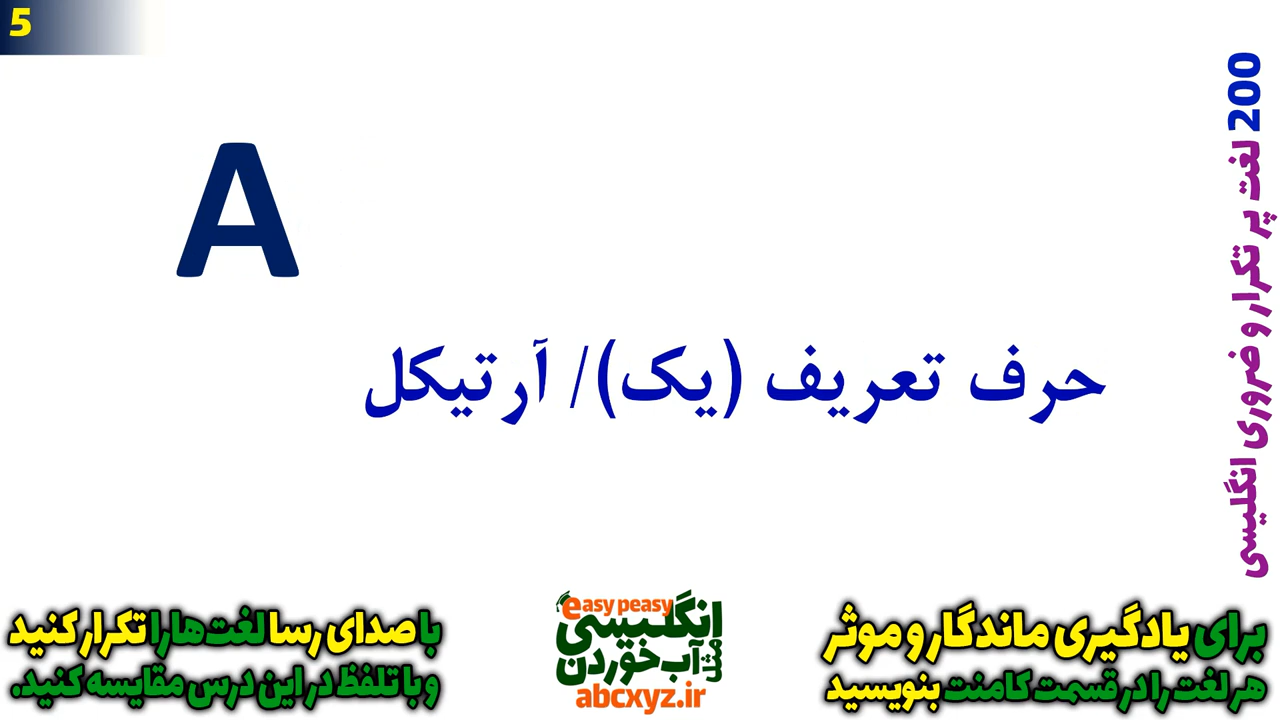 5
200 لغت پر تکرار و ضروری انگلیسی
A
حرف تعریف (یک)/ آرتیکل
برای یادگیری ماندگار و موثر
هر لغت را در قسمت کامنت بنویسید
easy peasy
انگلیسی
مثل آب خوردن
abcxyz.ir
با صدای رسا لغت‌ها را تکرار کنید
و با تلفظ در این درس مقایسه کنید.